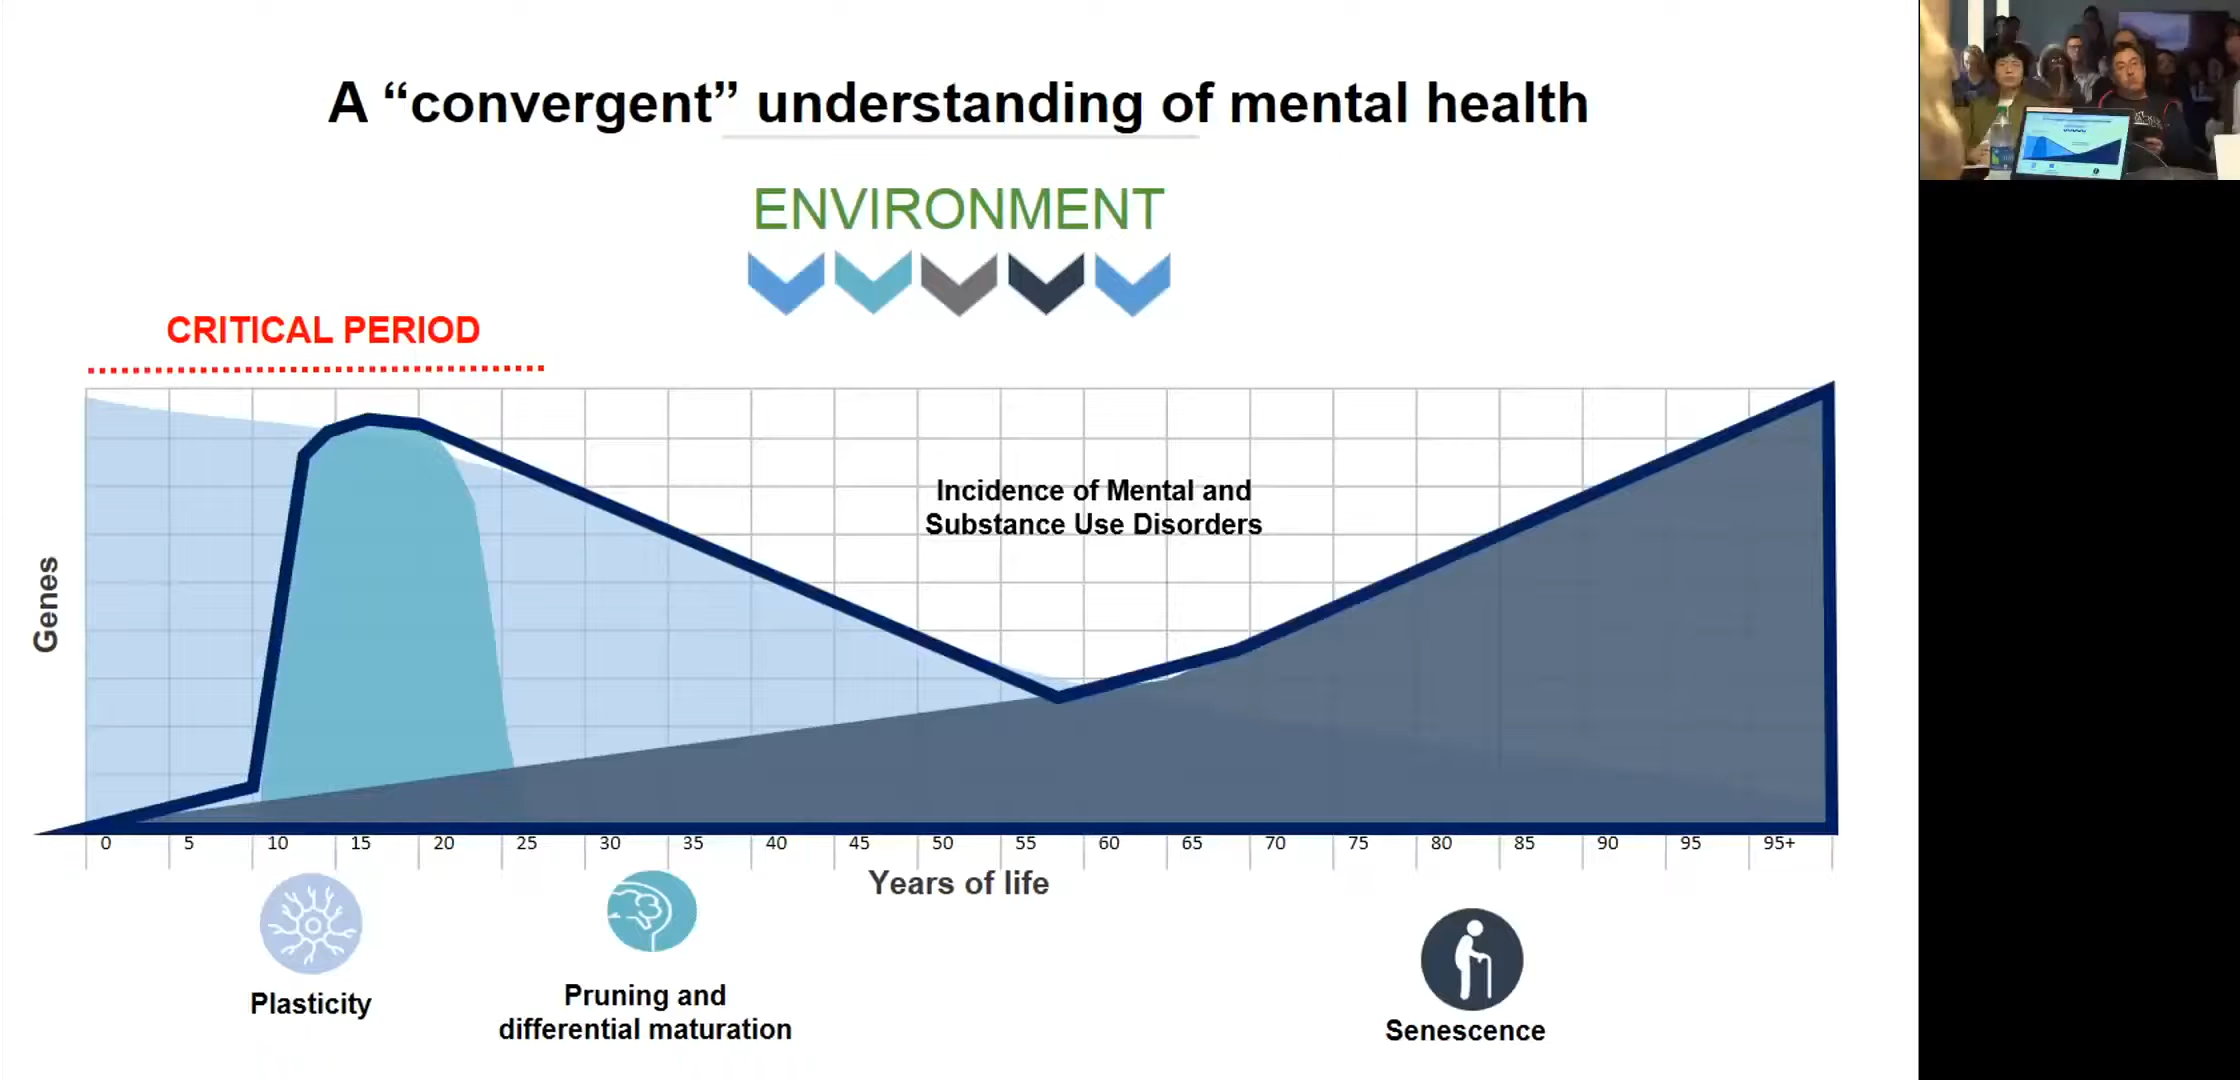 A “convergent” understanding of mental health
ENVIRONMENT
CRITICAL PERIOD
Incidence of Mental and
Substance Use Disorders
Genes
0 5 10 15 20 25 30 35 40 45 50 55 60 65 70 75 80 85 90 95 95+
Years of life
Plasticity
Pruning and
differential maturation
Senescence